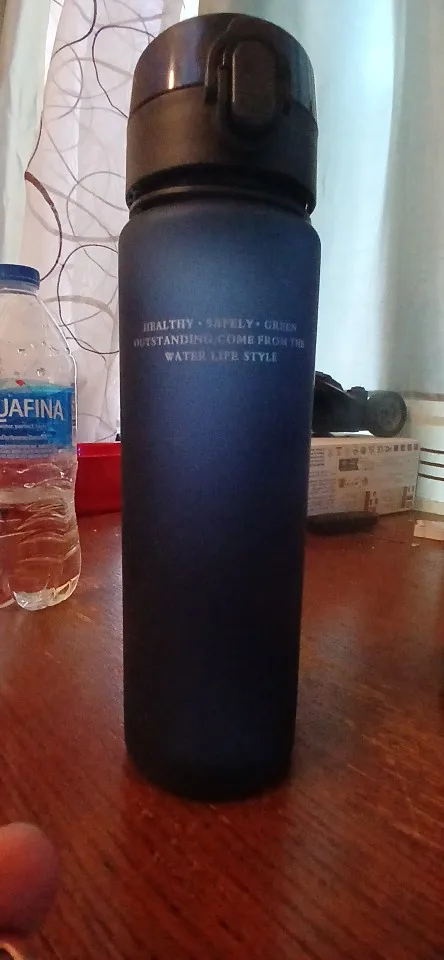 HEALTHY • SAFELY • GREEN
OUTSTANDING COME FROM THE
WATER LIFE STYLE
UAFINA